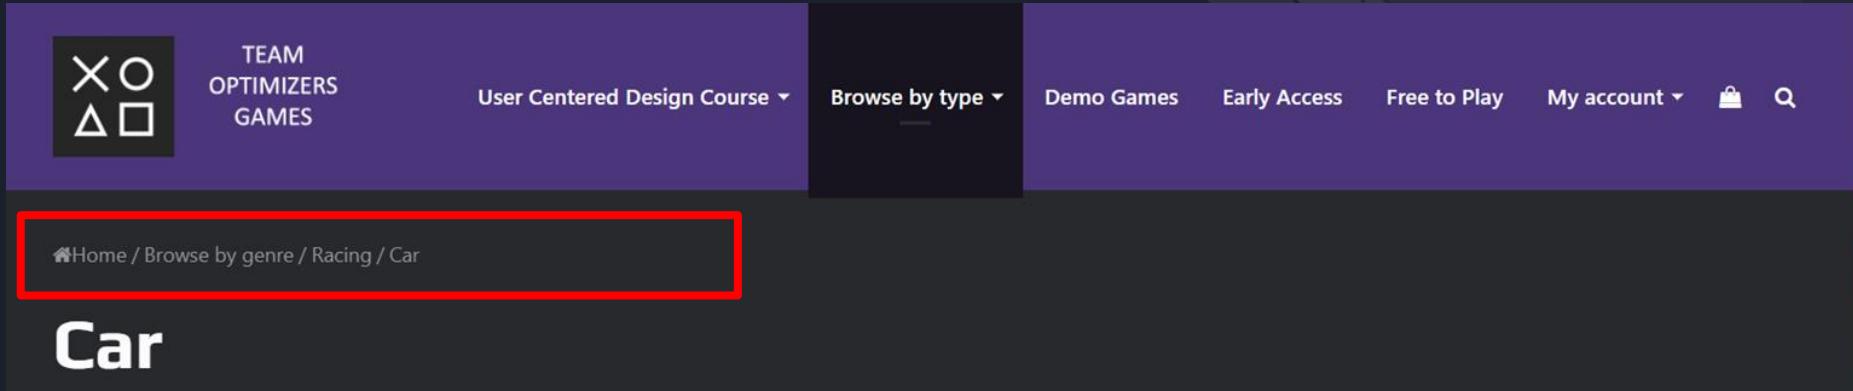 TEAM
OPTIMIZERS
GAMES
User Centered Design Course Browse by type Demo Games Early Access Free to Play My account
Home / Browse by genre / Racing / Car
Car